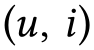 (u, i)